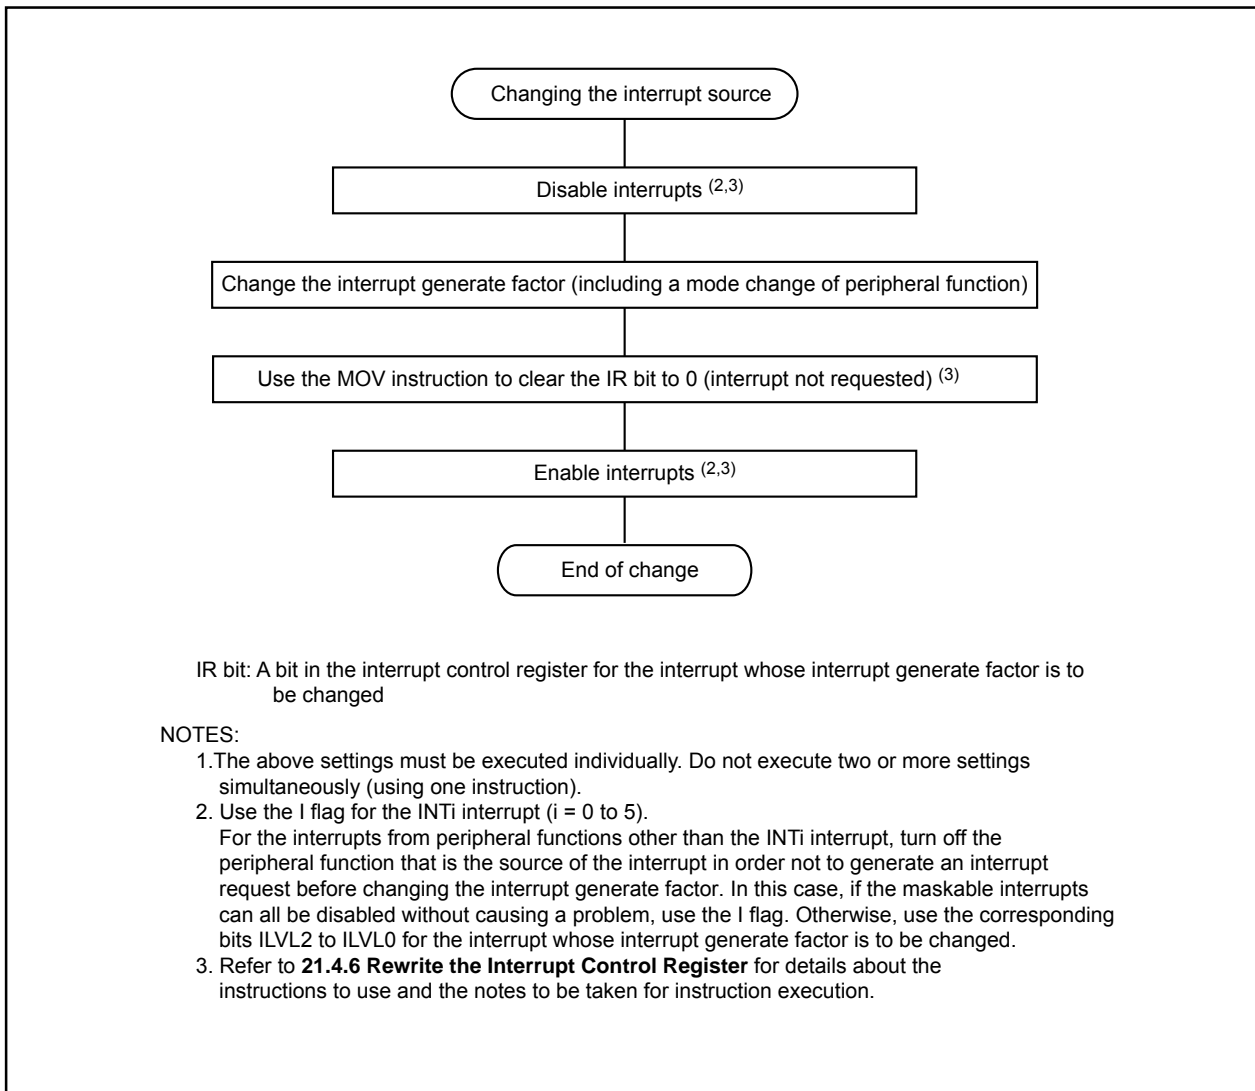 Changing the interrupt source
Disable interrupts (2,3)
Change the interrupt generate factor (including a mode change of peripheral function)
Use the MOV instruction to clear the IR bit to 0 (interrupt not requested) (3)
Enable interrupts (2,3)
End of change
IR bit: A bit in the interrupt control register for the interrupt whose interrupt generate factor is to
be changed
NOTES:
1.The above settings must be executed individually. Do not execute two or more settings
simultaneously (using one instruction).
2. Use the I flag for the INTi interrupt (i = 0 to 5).
For the interrupts from peripheral functions other than the INTi interrupt, turn off the
peripheral function that is the source of the interrupt in order not to generate an interrupt
request before changing the interrupt generate factor. In this case, if the maskable interrupts
can all be disabled without causing a problem, use the I flag. Otherwise, use the corresponding
bits ILVL2 to ILVL0 for the interrupt whose interrupt generate factor is to be changed.
3. Refer to 21.4.6 Rewrite the Interrupt Control Register for details about the
instructions to use and the notes to be taken for instruction execution.